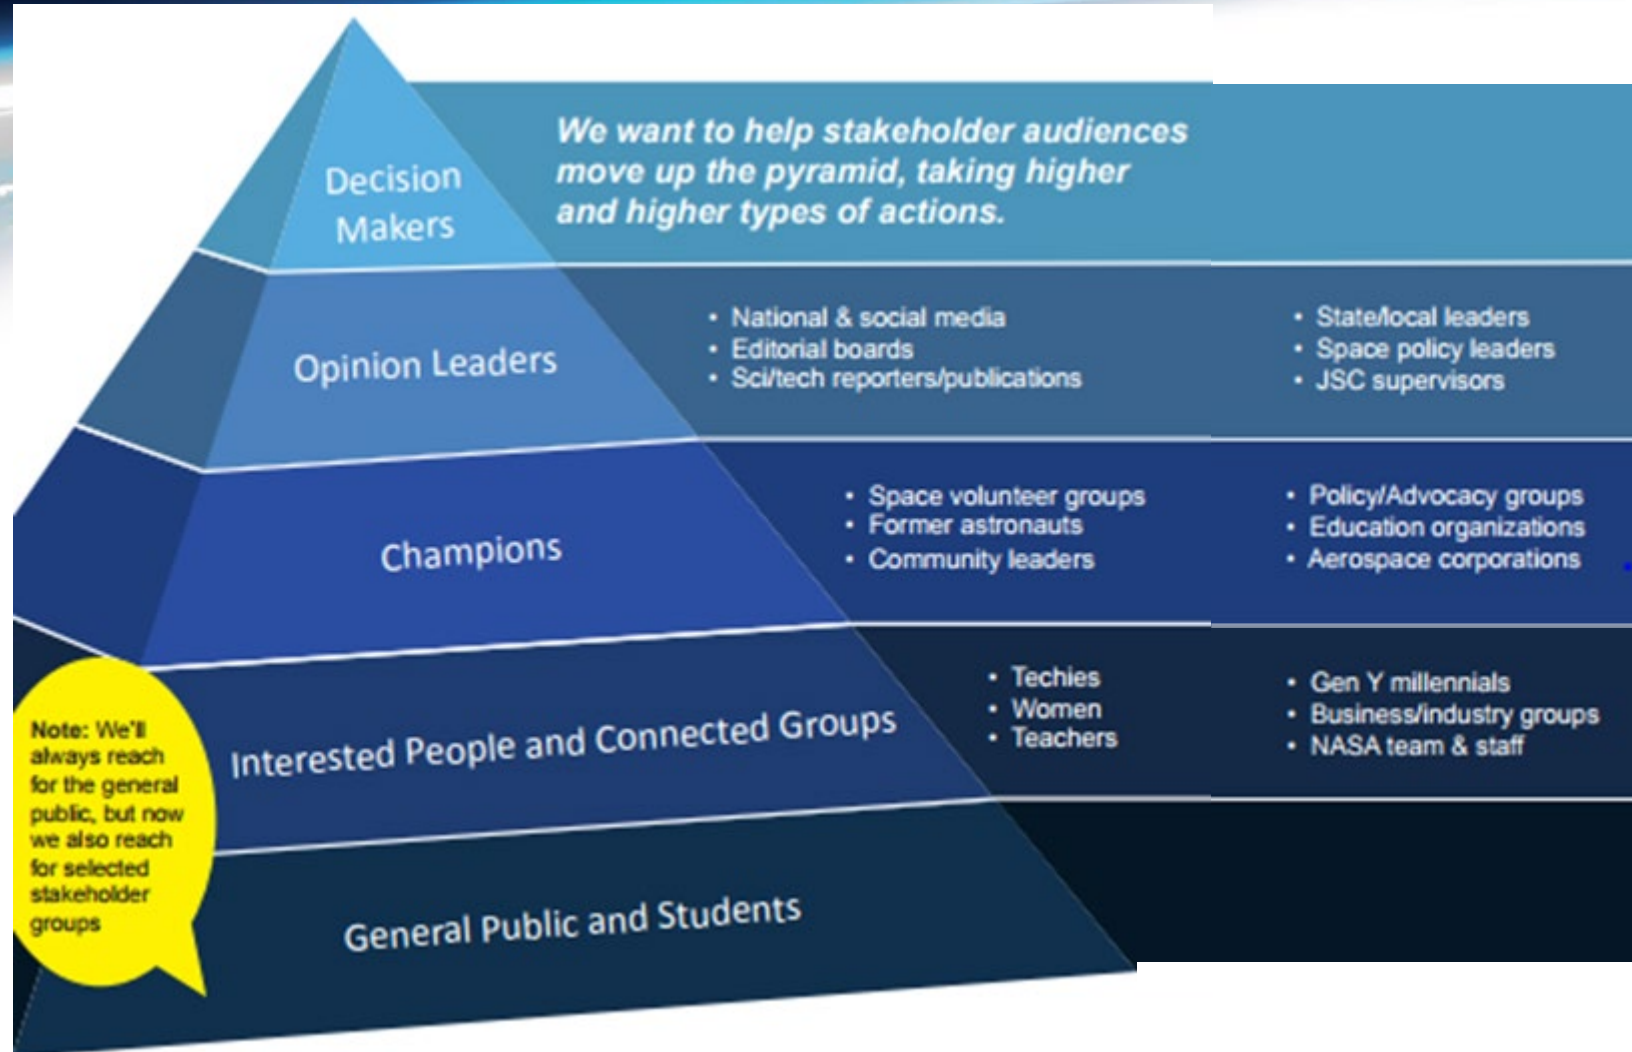 Decision
Makers
We want to help stakeholder audiences
move up the pyramid, taking higher
and higher types of actions.
Opinion Leaders
• National & social media
• Editorial boards
• Sci/tech reporters/publications
• State/local leaders
• Space policy leaders
• JSC supervisors
Champions
• Space volunteer groups
• Former astronauts
• Community leaders
• Policy/Advocacy groups
• Education organizations
• Aerospace corporations
Interested People and Connected Groups
• Techies
• Women
• Teachers
• Gen Y millennials
• Business/industry groups
• NASA team & staff
Note: We'll
always reach
for the general
public, but now
we also reach
for selected
stakeholder
groups
General Public and Students